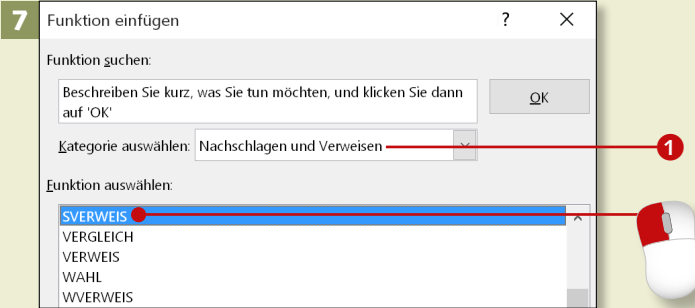 7
Funktion einfügen ? ×
Funktion suchen:
Beschreiben Sie kurz, was Sie tun möchten, und klicken Sie dann
auf 'OK'
OK
Kategorie auswählen: Nachschlagen und Verweisen
1
Funktion auswählen:
SVERWEIS
VERGLEICH
VERWEIS
WAHL
WVERWEIS